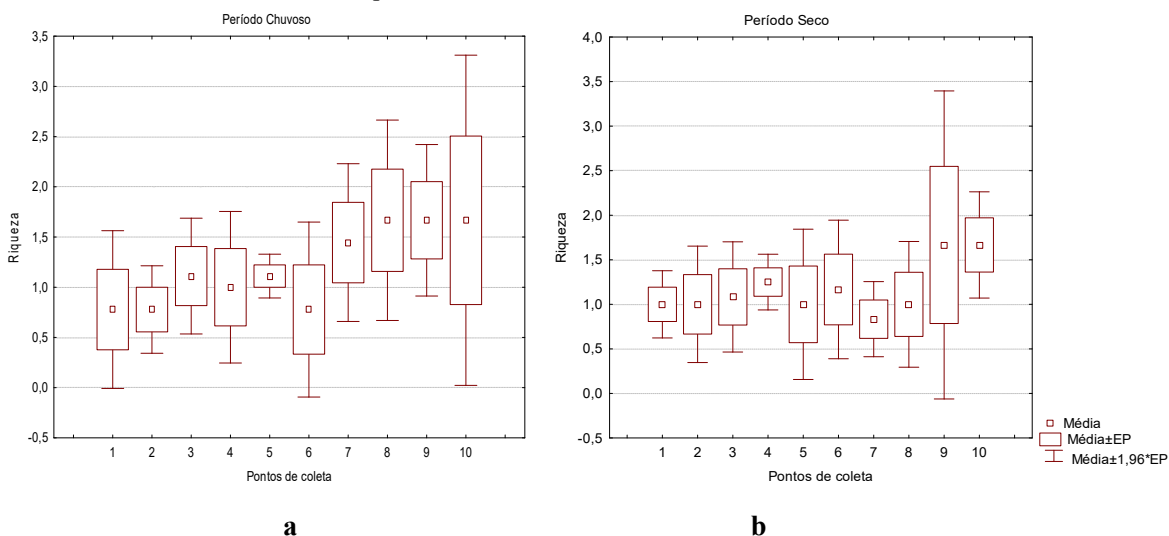 Período Chuvoso
3,5
3,0
2,5
2,0
1,5
1,0
0,5
0,0
-0,5
Riqueza
1 2 3 4 5 6 7 8 9 10
Pontos de coleta
a
Período Seco
4,0
3,5
3,0
2,5
2,0
1,5
1,0
0,5
0,0
-0,5
Riqueza
1 2 3 4 5 6 7 8 9 10
Pontos de coleta
b
Média
Média±EP
Média±1,96*EP